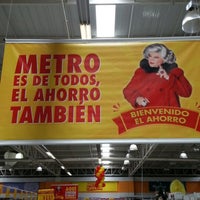 METRO
ES DE TODOS,
EL AHORRO
TAMBIÉN
BIENVENIDO
EL AHORRO